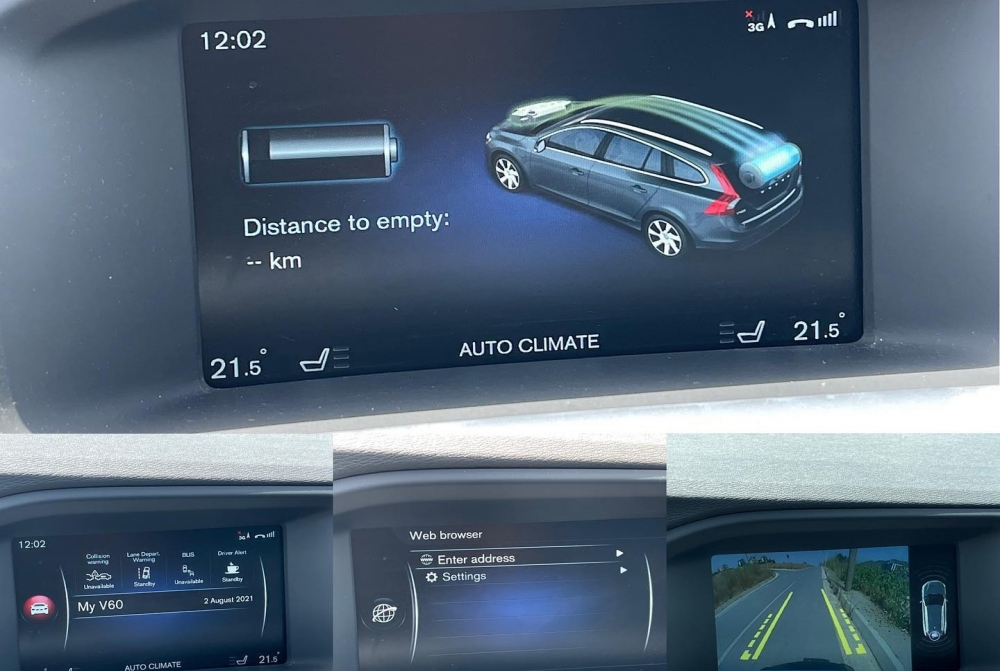 12:02
3G
Distance to empty:
-- km
21.5°
AUTO CLIMATE
21.5°
12:02
3G
Collision warning
Lane Depart. Warning
BLIS
Driver Alert
Unavailable
Standby
Unavailable
Standby
My V60
2 August 2021
AUTO CLIMATE
21.5
Web browser
Enter address
Settings